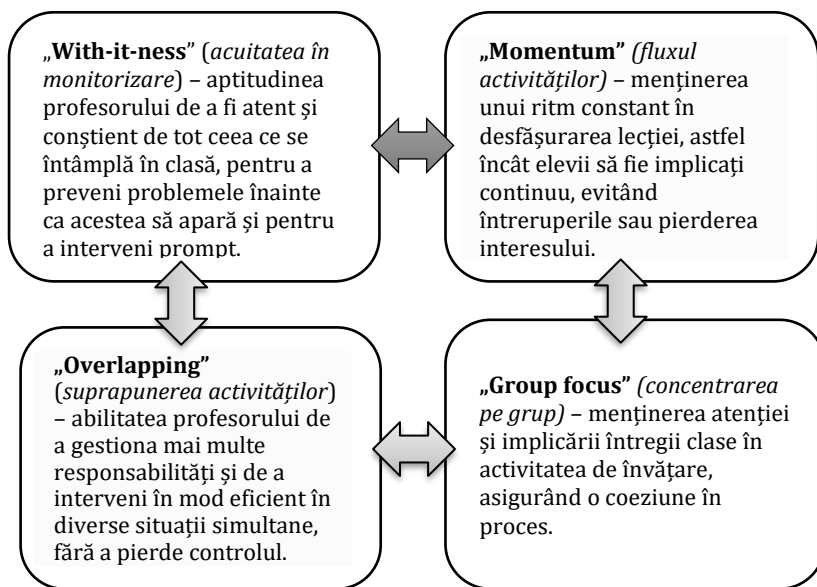 „With-it-ness” (acuitatea în
monitorizare) – aptitudinea
profesorului de a fi atent și
conștient de tot ceea ce se
întâmplă în clasă, pentru a
preveni problemele înainte
ca acestea să apară și pentru
a interveni prompt.
„Momentum” (fluxul
activităților) – menținerea
unui ritm constant în
desfășurarea lecției, astfel
încât elevii să fie implicați
continuu, evitând
întreruperile sau pierderea
interesului.
„Overlapping”
(suprapunerea activităților)
– abilitatea profesorului de
a gestiona mai multe
responsabilități și de a
interveni în mod eficient în
diverse situații simultane,
fără a pierde controlul.
„Group focus” (concentrarea
pe grup) – menținerea atenției
și implicării întregii clase în
activitatea de învățare,
asigurând o coeziune în
proces.